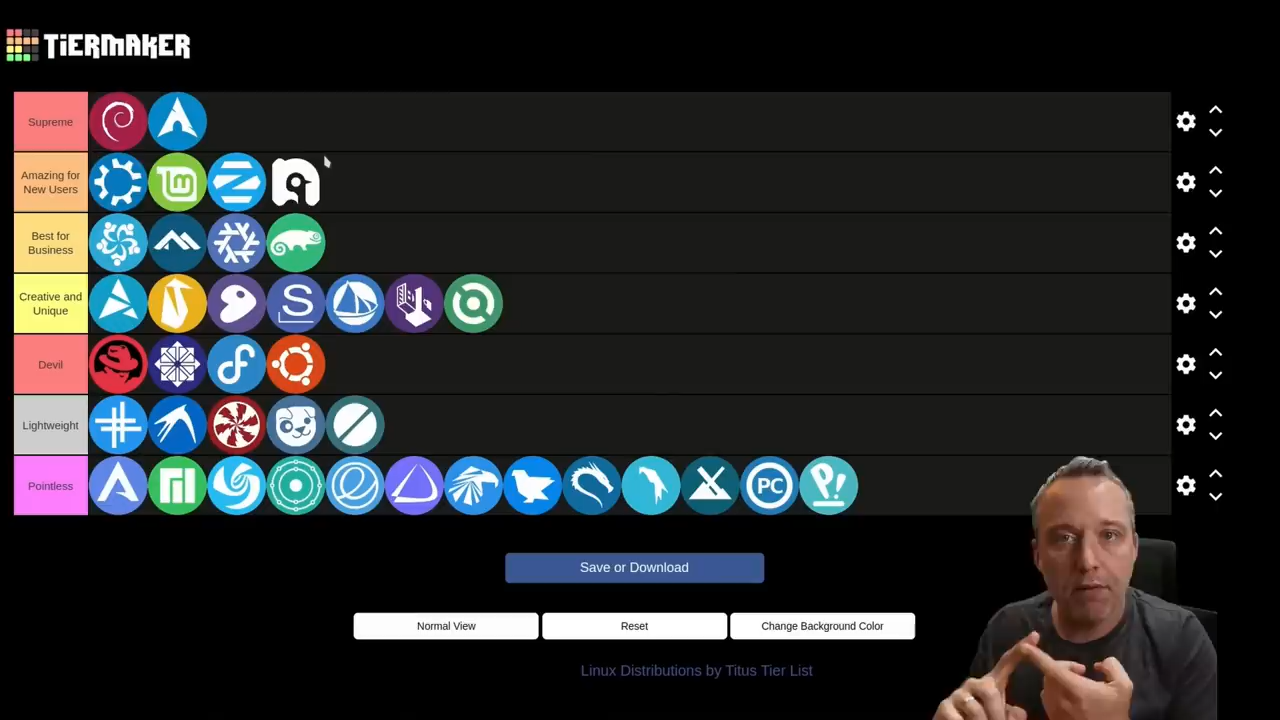 TiERMAKER
Supreme
Amazing for
New Users
Best for
Business
Creative and
Unique
S
Devil
Lightweight
Pointless
e
PC
P!
Save or Download
Normal View
Reset
Change Background Color
Linux Distributions by Titus Tier List